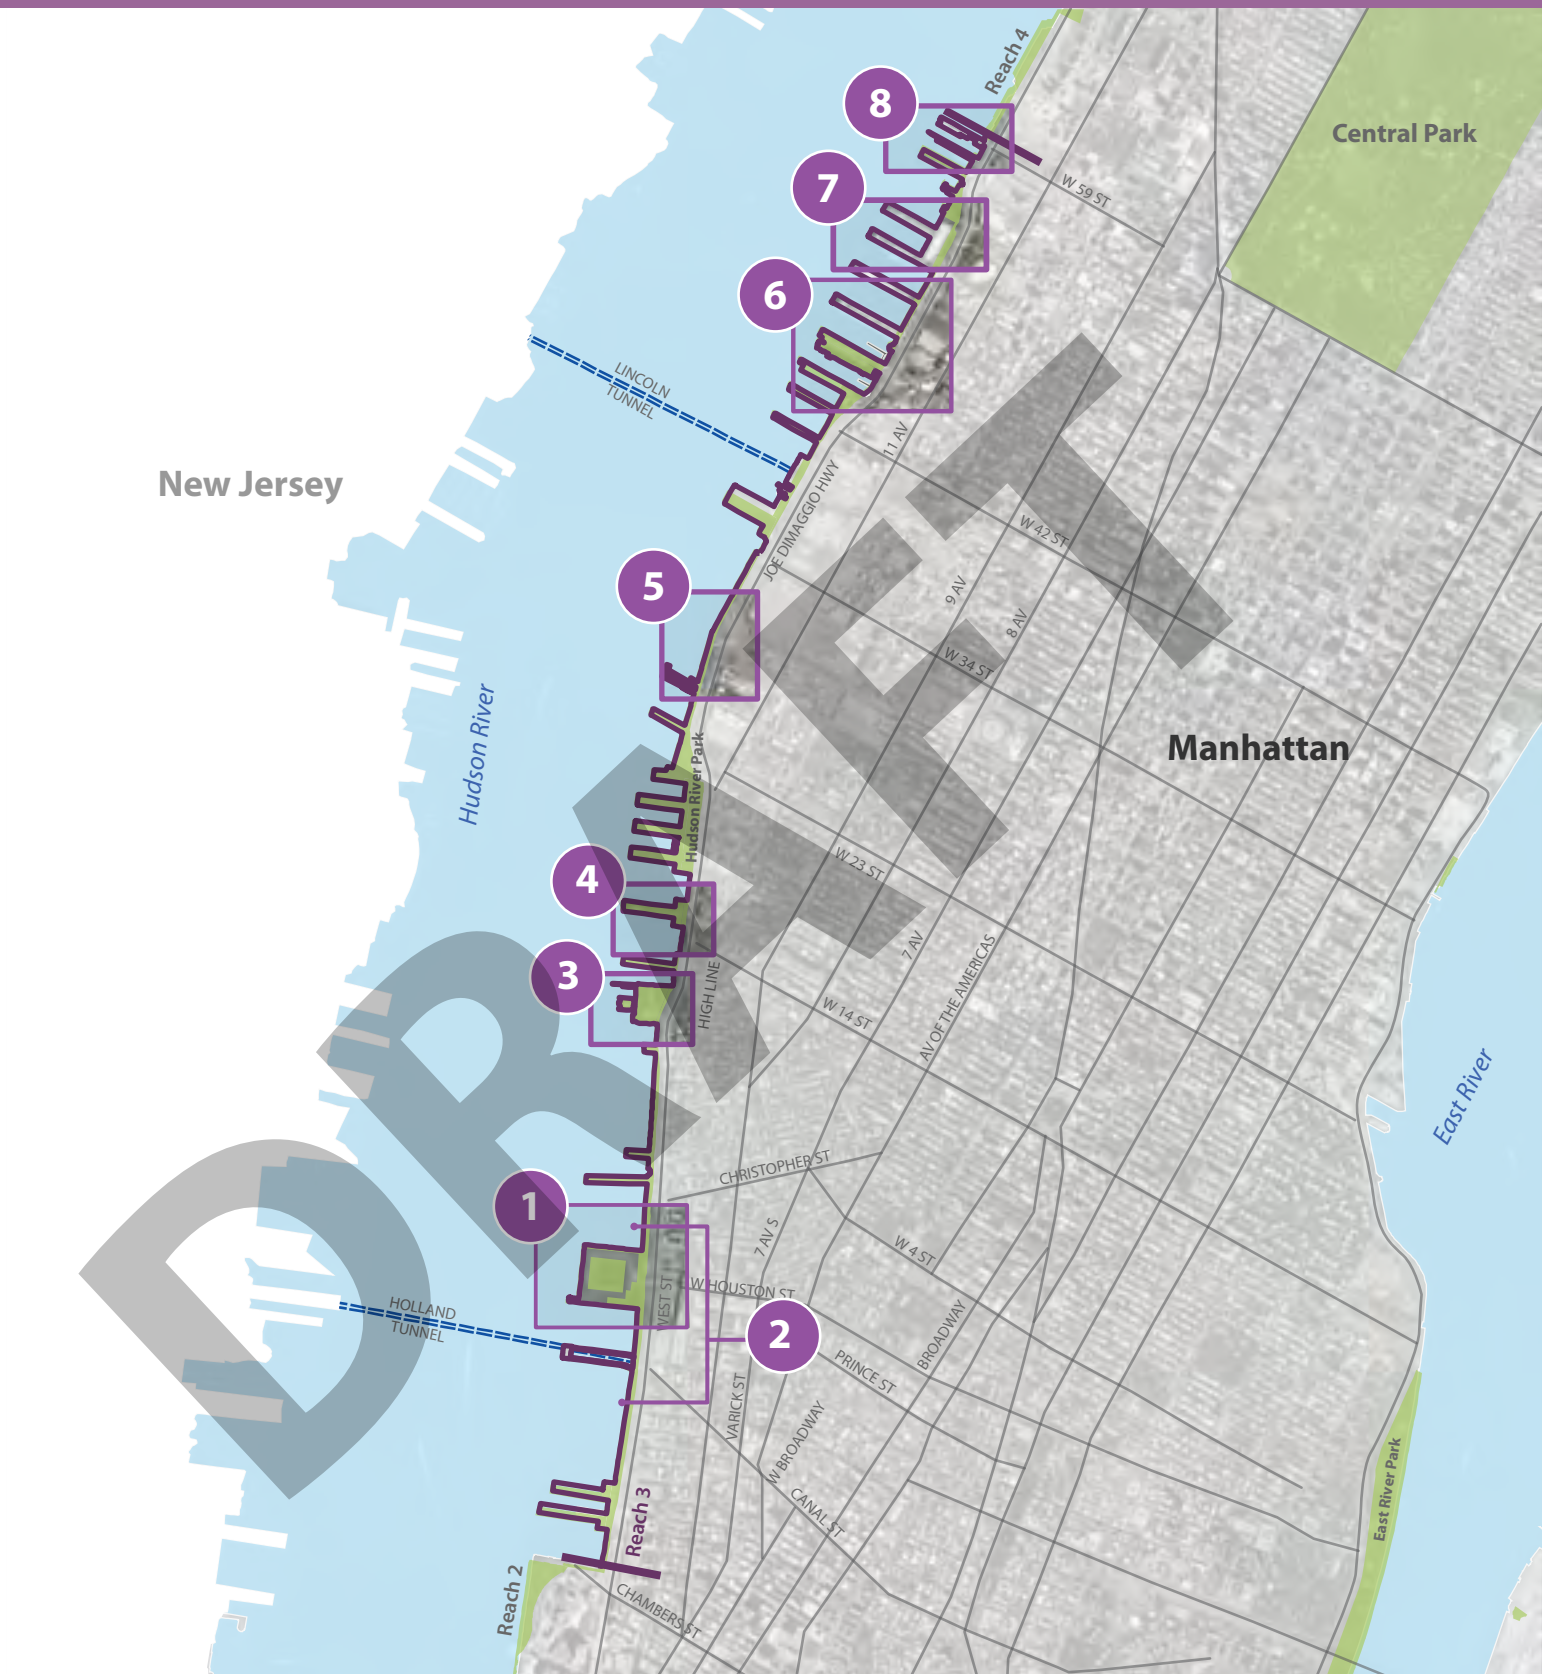 Reach 4
8
Central Park
7
W 59 ST
6
LINCOLN
TUNNEL
11 AV
New Jersey
JOE DIMAGGIO HWY
W 42 ST
5
9 AV
8 AV
W 34 ST
Hudson River
Hudson River Park
Manhattan
W 23 ST
4
7 AV
3
HIGH LINE
W 14 ST
AV OF THE AMERICAS
East River
CHRISTOPHER ST
1
7 AV S
W 4 ST
W HOUSTON ST
WEST ST
HOLLAND
TUNNEL
2
BROADWAY
PRINCE ST
VARICK ST
W BROADWAY
CANAL ST
East River Park
Reach 3
Reach 2
CHAMBERS ST
DRAFT